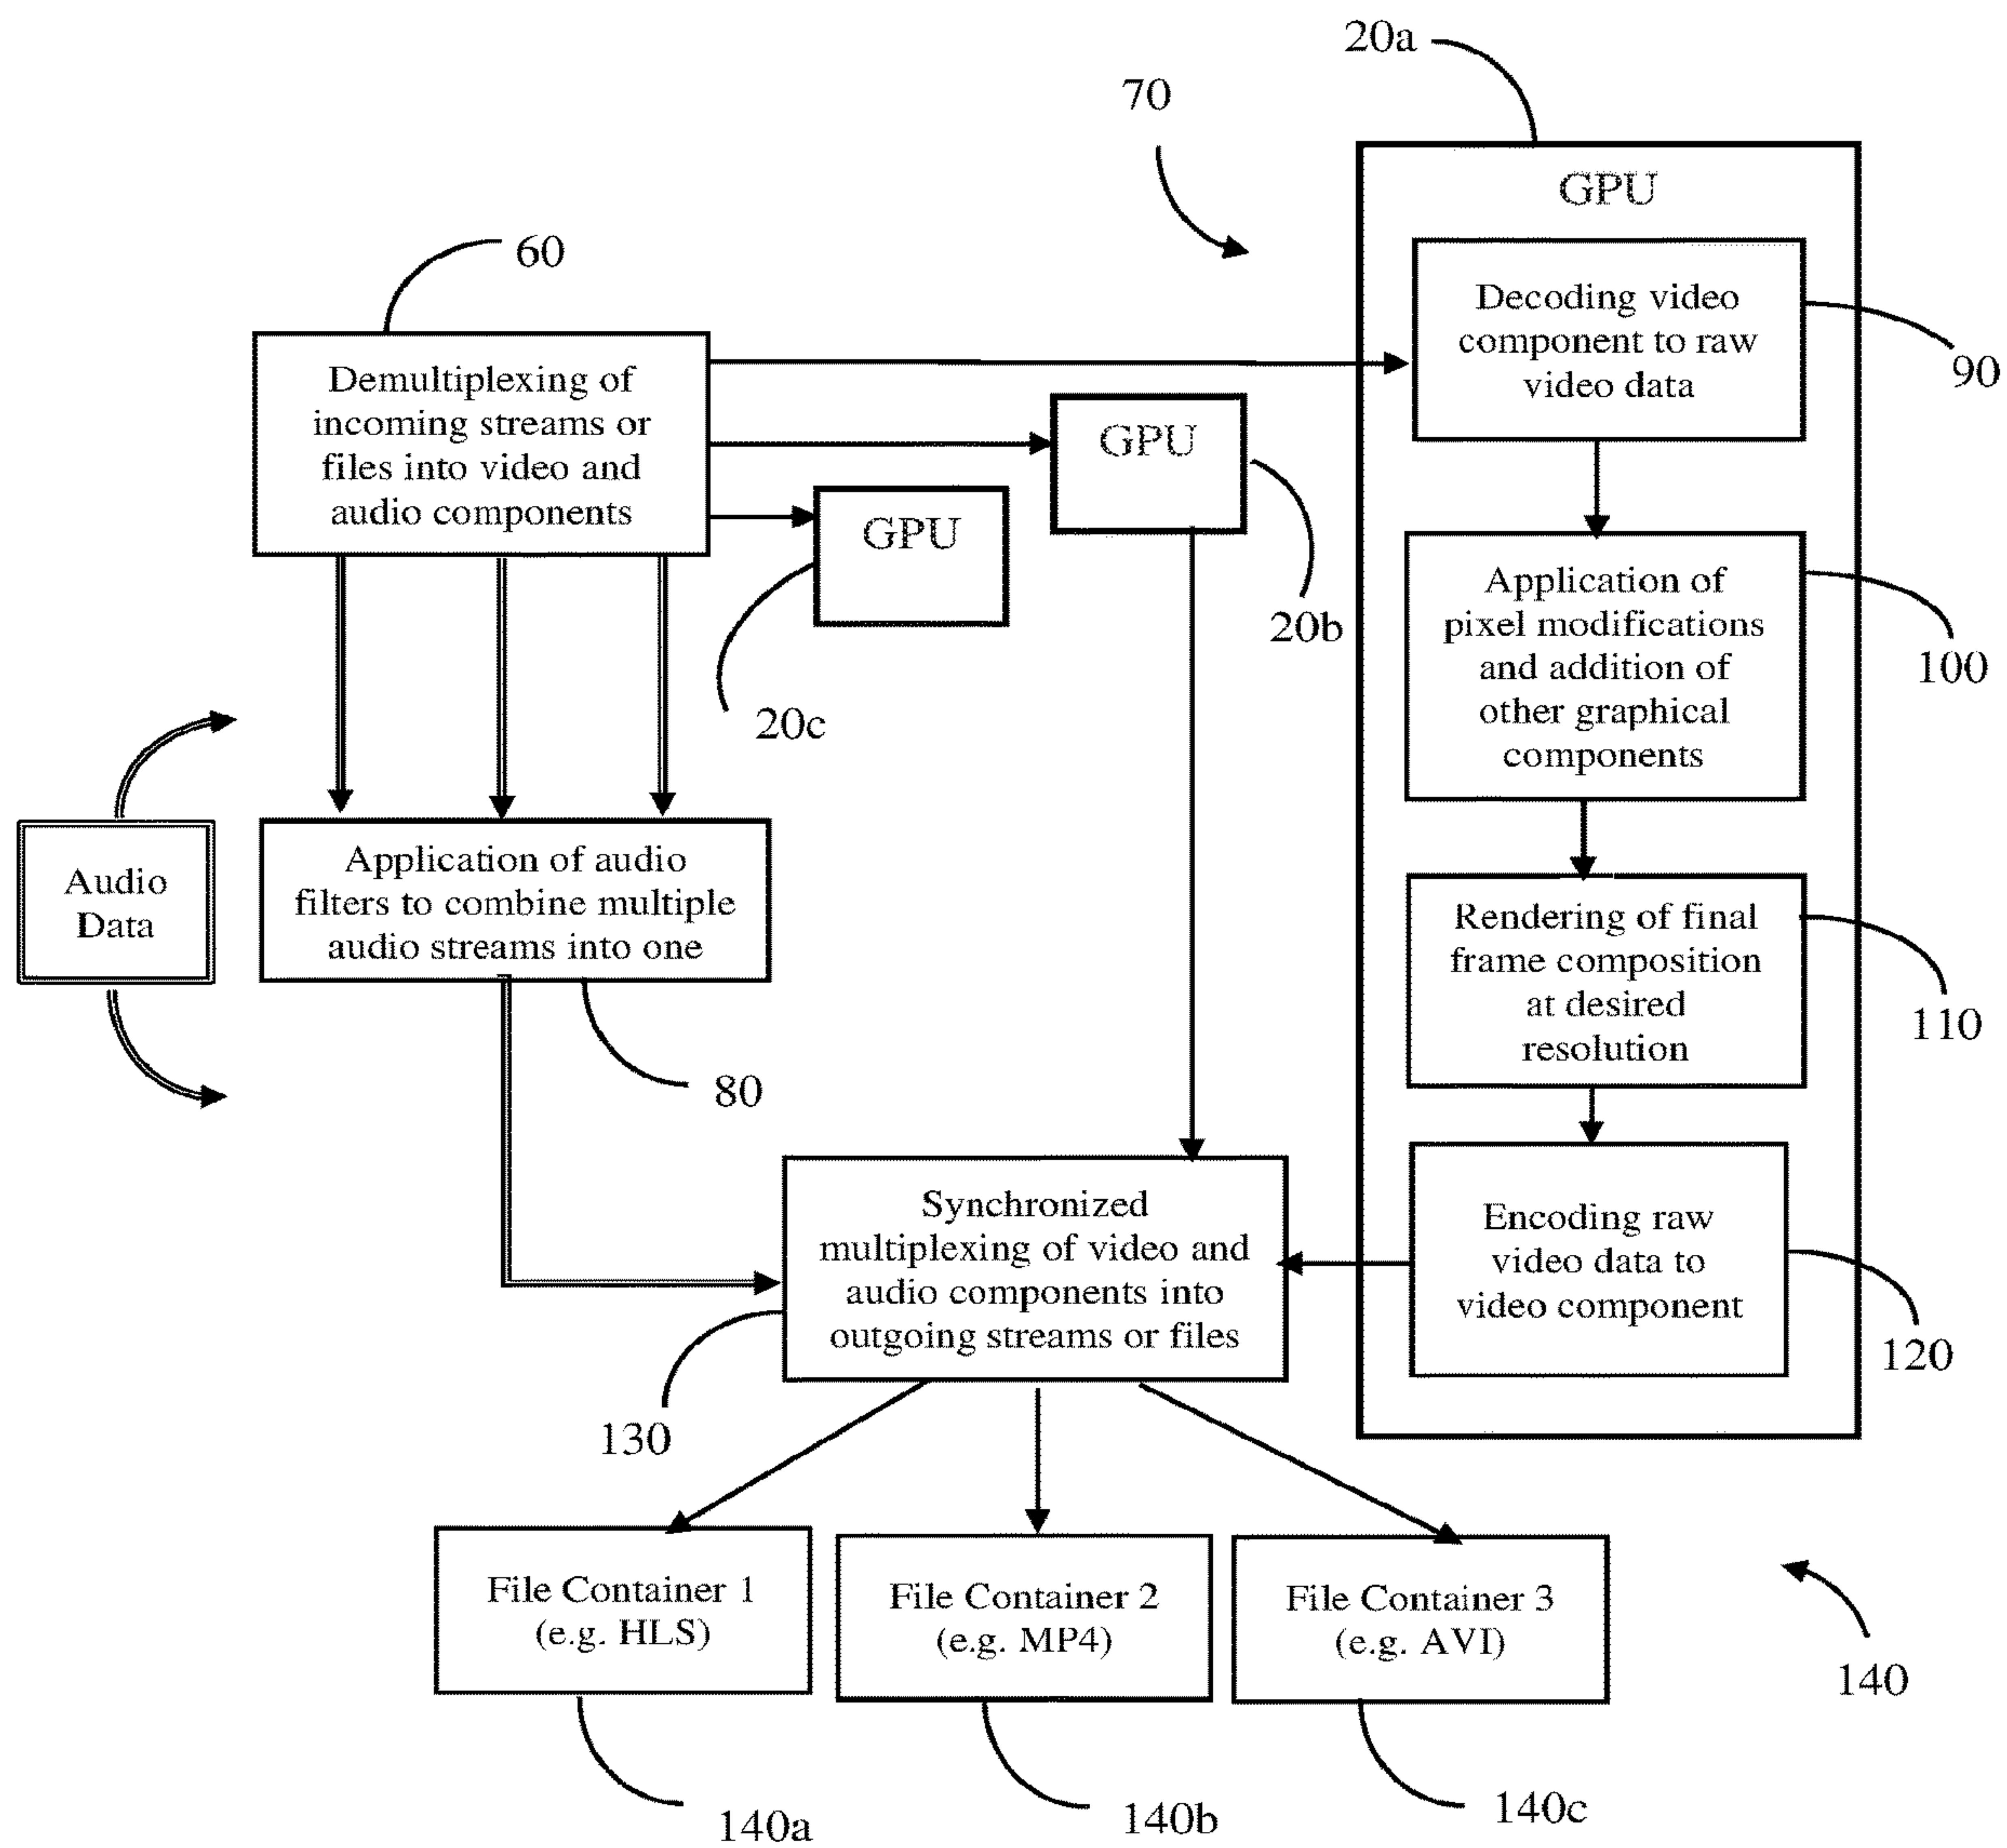 20a
70
GPU
60
Decoding video
component to raw
video data
90
Demultiplexing of
incoming streams or
files into video and
audio components
GPU
20b
GPU
20c
Application of
pixel modifications
and addition of
other graphical
components
100
Audio
Data
Application of audio
filters to combine multiple
audio streams into one
80
Rendering of final
frame composition
at desired
resolution
110
Synchronized
multiplexing of video and
audio components into
outgoing streams or files
130
Encoding raw
video data to
video component
120
File Container 1
(e.g. HLS)
File Container 2
(e.g. MP4)
File Container 3
(e.g. AVI)
140
140a
140b
140c